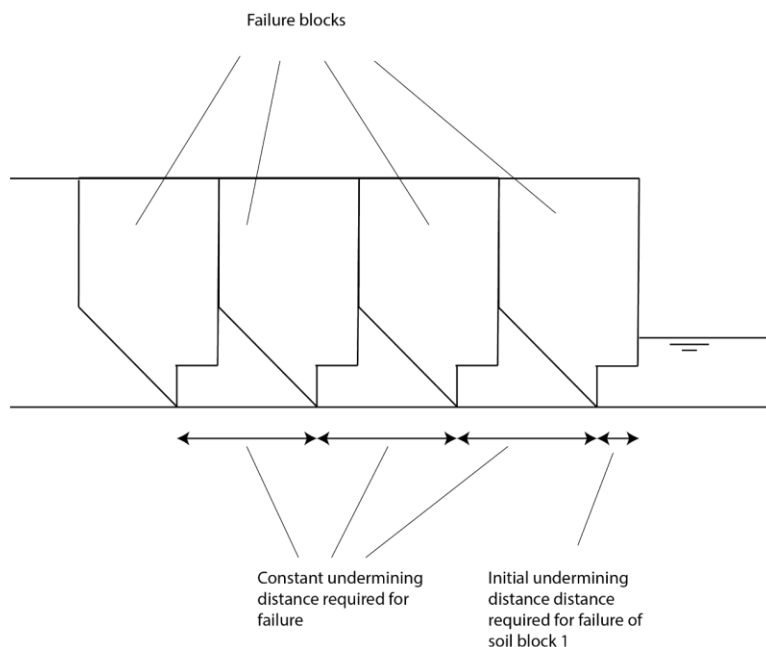 Failure blocks
Constant undermining
distance required for
failure
Initial undermining
distance distance
required for failure of
soil block 1